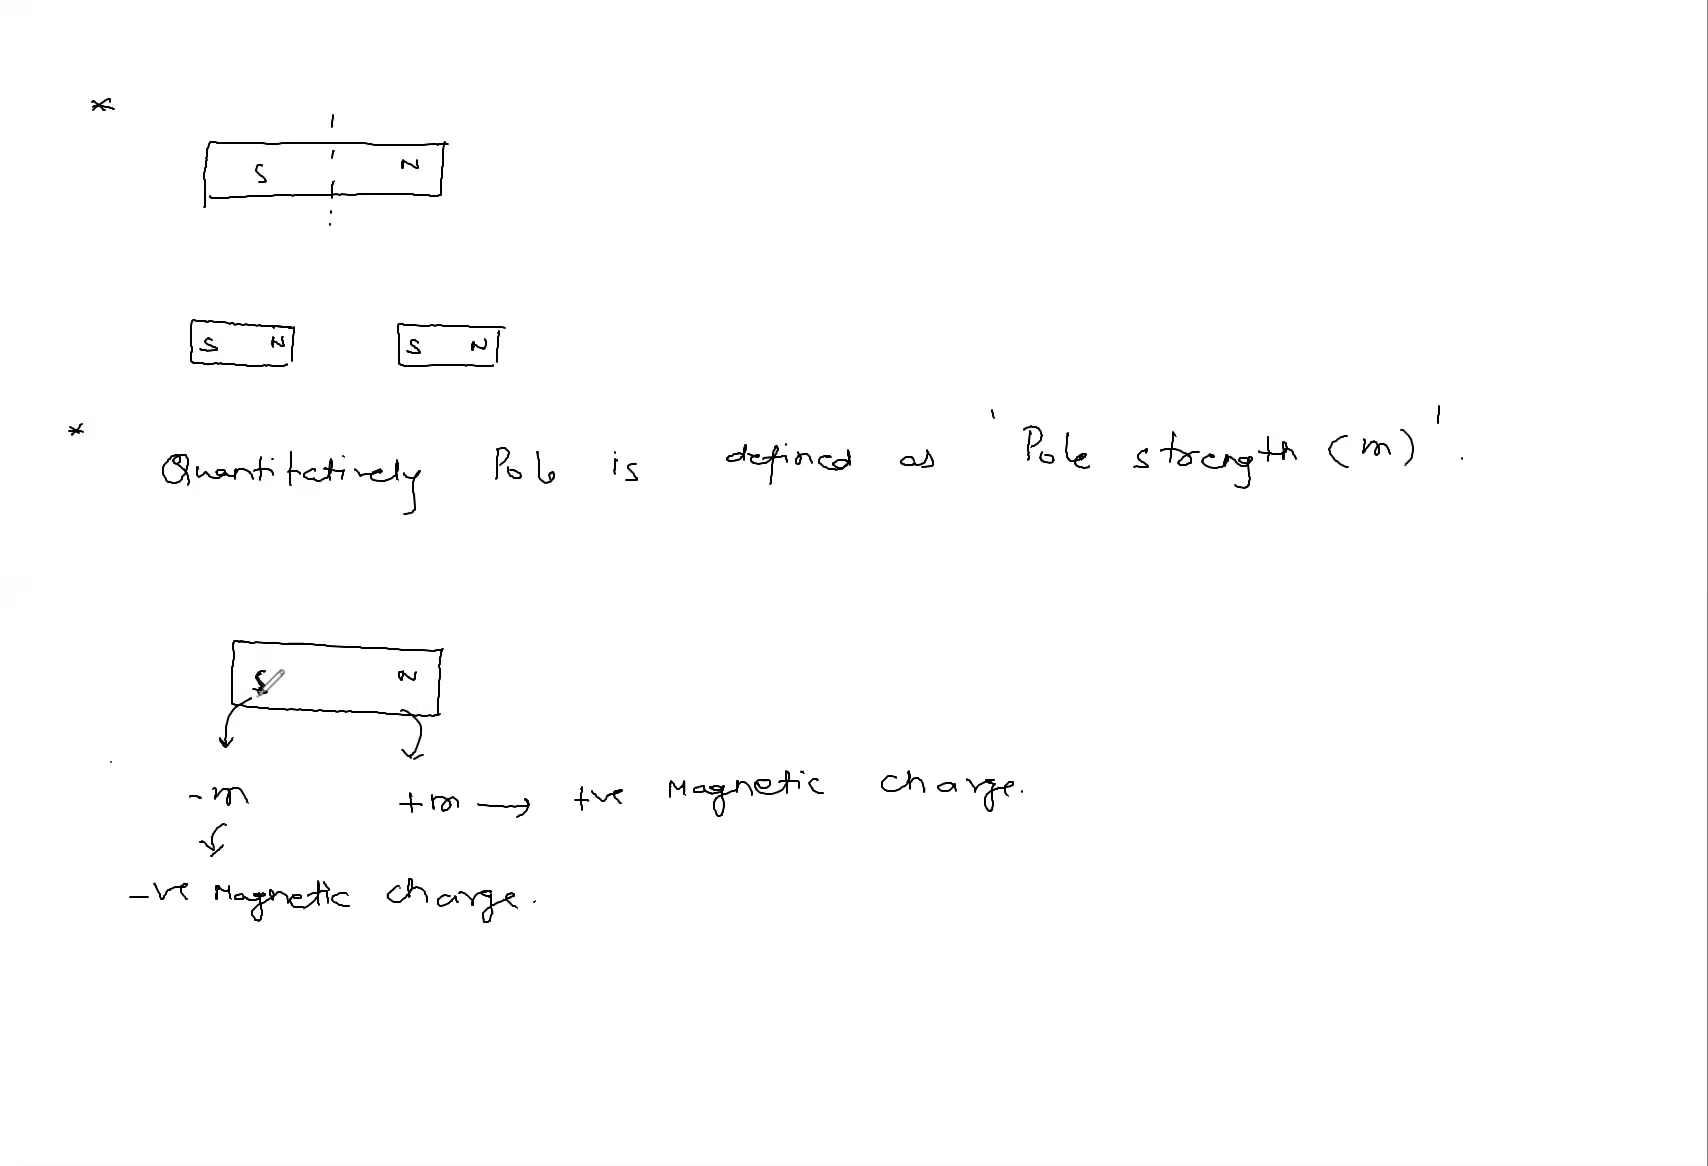 *
S N
S N S N
* Quantitatively Pole is defined as 'Pole strength (m)'.
S N
-m +m → +ve Magnetic charge.
-ve Magnetic charge.